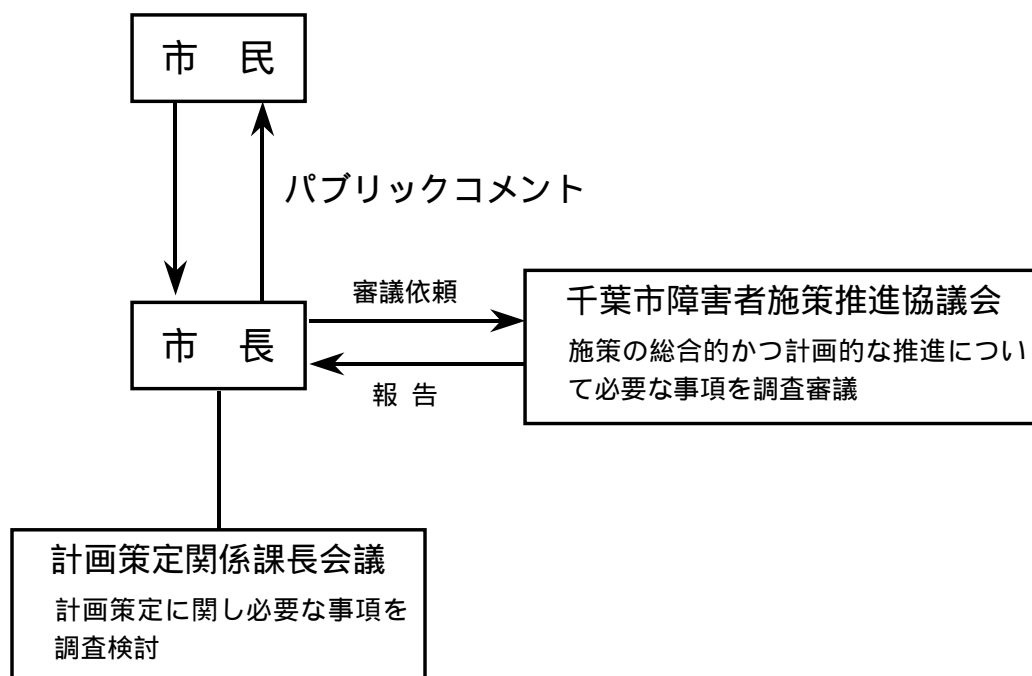 市　民
パブリックコメント
審議依頼
千葉市障害者施策推進協議会
施策の総合的かつ計画的な推進につい
て必要な事項を調査審議
市　長
報 告
計画策定関係課長会議
計画策定に関し必要な事項を
調査検討